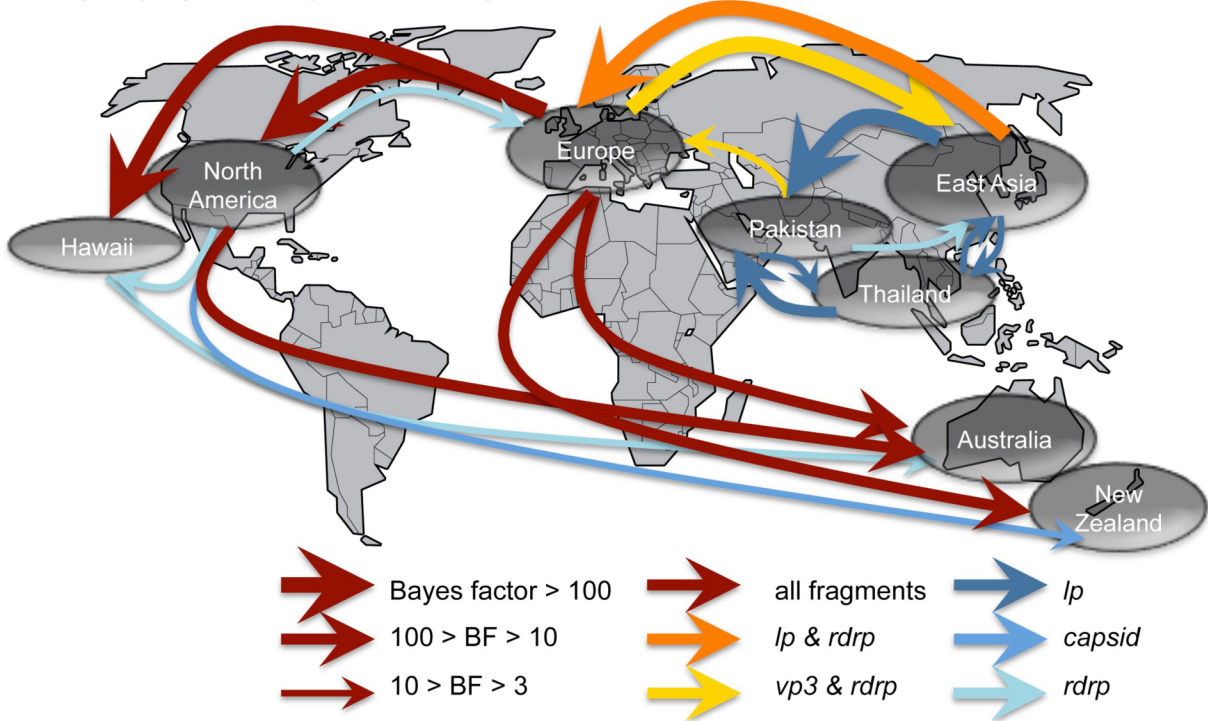 North
America
Europe
East Asia
Hawaii
Pakistan
Thailand
Australia
New
Zealand
Bayes factor > 100
all fragments
lp
100 > BF > 10
lp & rdrp
capsid
10 > BF > 3
vp3 & rdrp
rdrp